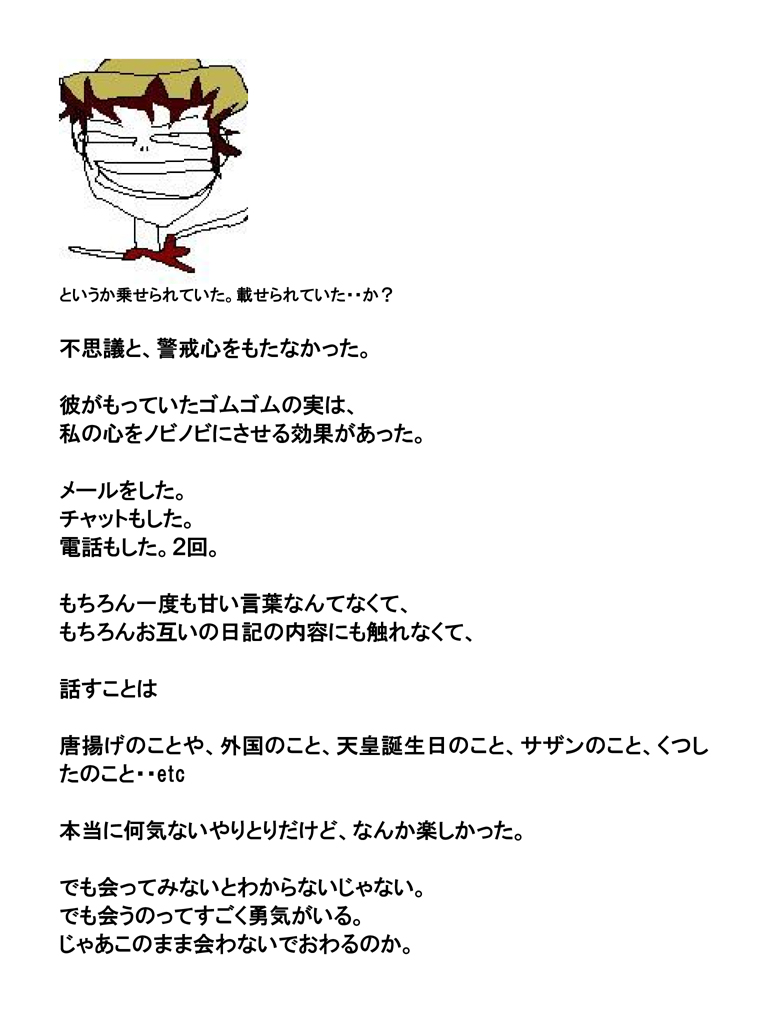 というか乗せられていた。載せられていた・・か？
不思議と、警戒心をもたなかった。
彼がもっていたゴムゴムの実は、
私の心をノビノビにさせる効果があった。
メールをした。
チャットもした。
電話もした。2回。
もちろん一度も甘い言葉なんてなくて、
もちろんお互いの日記の内容にも触れなくて、
話すことは
唐揚げのことや、外国のこと、天皇誕生日のこと、サザンのこと、くつし
たのこと・・etc
本当に何気ないやりとりだけど、なんか楽しかった。
でも会ってみないとわからないじゃない。
でも会うのってすごく勇気がいる。
じゃあこのまま会わないでおわるのか。